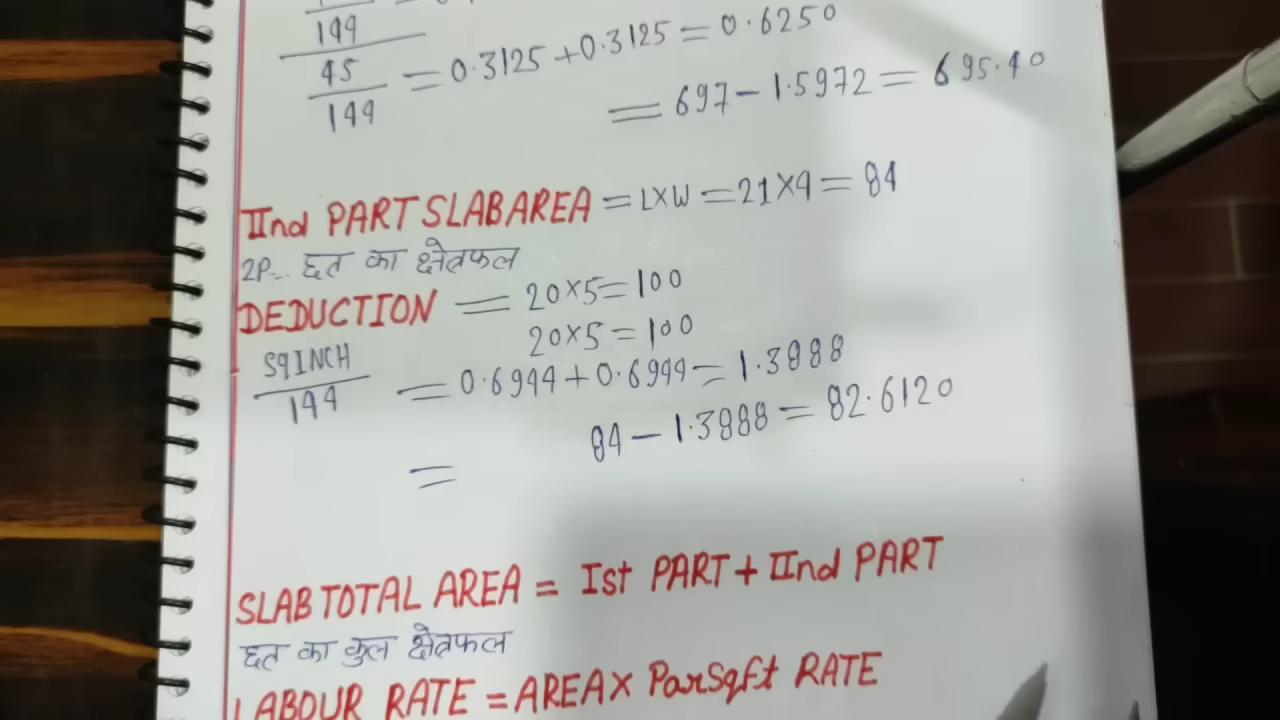 144
45
144 = 0.3125 + 0.3125 = 0.6250
= 697 - 1.5972 = 695.40
IInd PART SLAB AREA = L×W = 21×4 = 84
2P- छत का क्षेत्रफल
DEDUCTION = 20×5 = 100
20×5 = 100
SqINCH
144 = 0.6944 + 0.6944 = 1.3888
84 - 1.3888 = 82.6120
=
SLAB TOTAL AREA = Ist PART + IInd PART
छत का कुल क्षेत्रफल
LABOUR RATE = AREA× ParSqft RATE